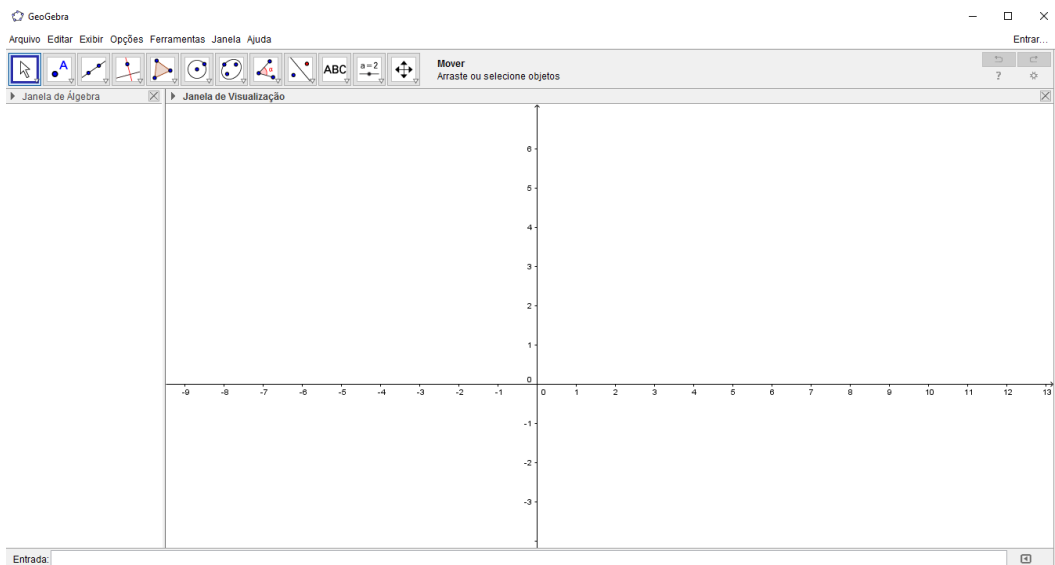 GeoGebra
Arquivo Editar Exibir Opções Ferramentas Janela Ajuda
Entrar...
A
α
ABC
a=2
Mover
Arraste ou selecione objetos
?
Janela de Álgebra
Janela de Visualização
6
5
4
3
2
1
0
-9 -8 -7 -6 -5 -4 -3 -2 -1 0 1 2 3 4 5 6 7 8 9 10 11 12 13
-1
-2
-3
Entrada: